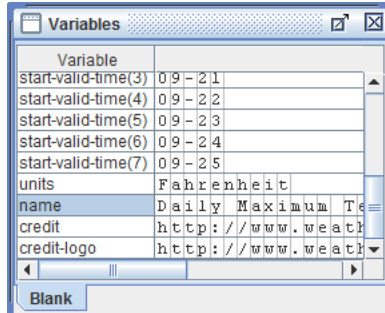 Variables
Variable
start-valid-time(3) 09-21
start-valid-time(4) 09-22
start-valid-time(5) 09-23
start-valid-time(6) 09-24
start-valid-time(7) 09-25
units Fahrenheit
name Daily Maximum Te
credit http://www.weath
credit-logo http://www.weath
Blank